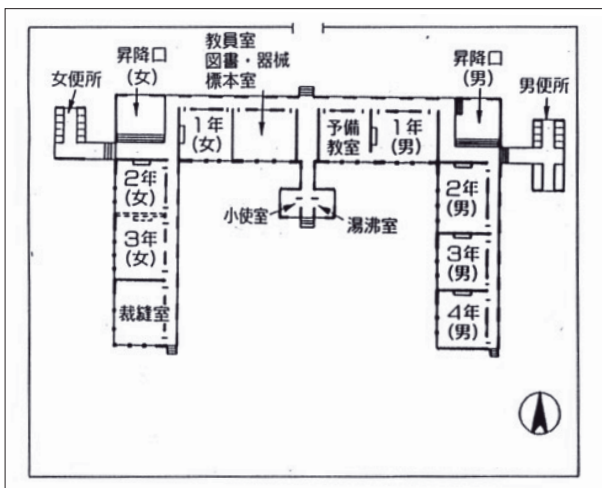 教員室
図書・器械
標本室
昇降口
(女)
昇降口
(男)
女便所
男便所
1年
(女)
予備
教室
1年
(男)
2年
(女)
2年
(男)
小使室
湯沸室
3年
(女)
3年
(男)
裁縫室
4年
(男)